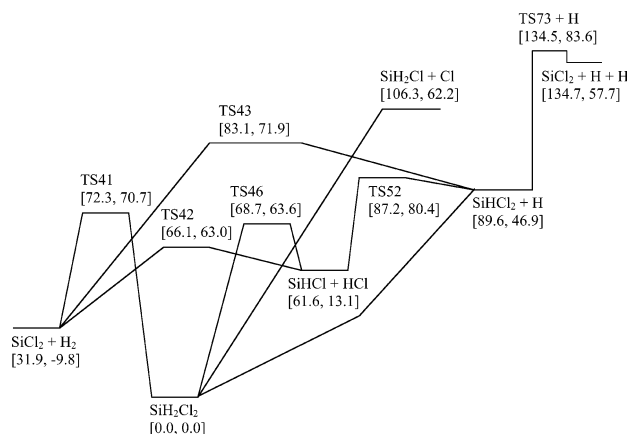 TS73 + H
[134.5, 83.6]
SiH₂Cl + Cl
[106.3, 62.2]
SiCl₂ + H + H
[134.7, 57.7]
TS43
[83.1, 71.9]
TS41
[72.3, 70.7]
TS46
[68.7, 63.6]
TS52
[87.2, 80.4]
SiHCl₂ + H
[89.6, 46.9]
TS42
[66.1, 63.0]
SiHCl + HCl
[61.6, 13.1]
SiCl₂ + H₂
[31.9, -9.8]
SiH₂Cl₂
[0.0, 0.0]